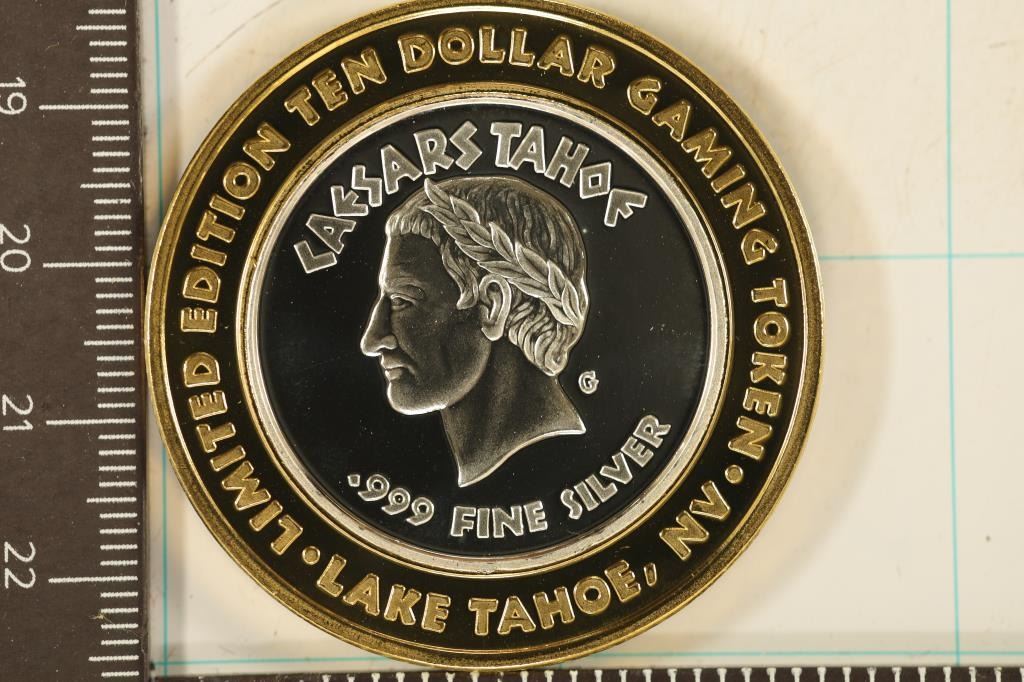 LIMITED EDITION TEN DOLLAR GAMING TOKEN
• LAKE TAHOE, NV •
CAESARS TAHOE
G
.999 FINE SILVER
19
20
21
22